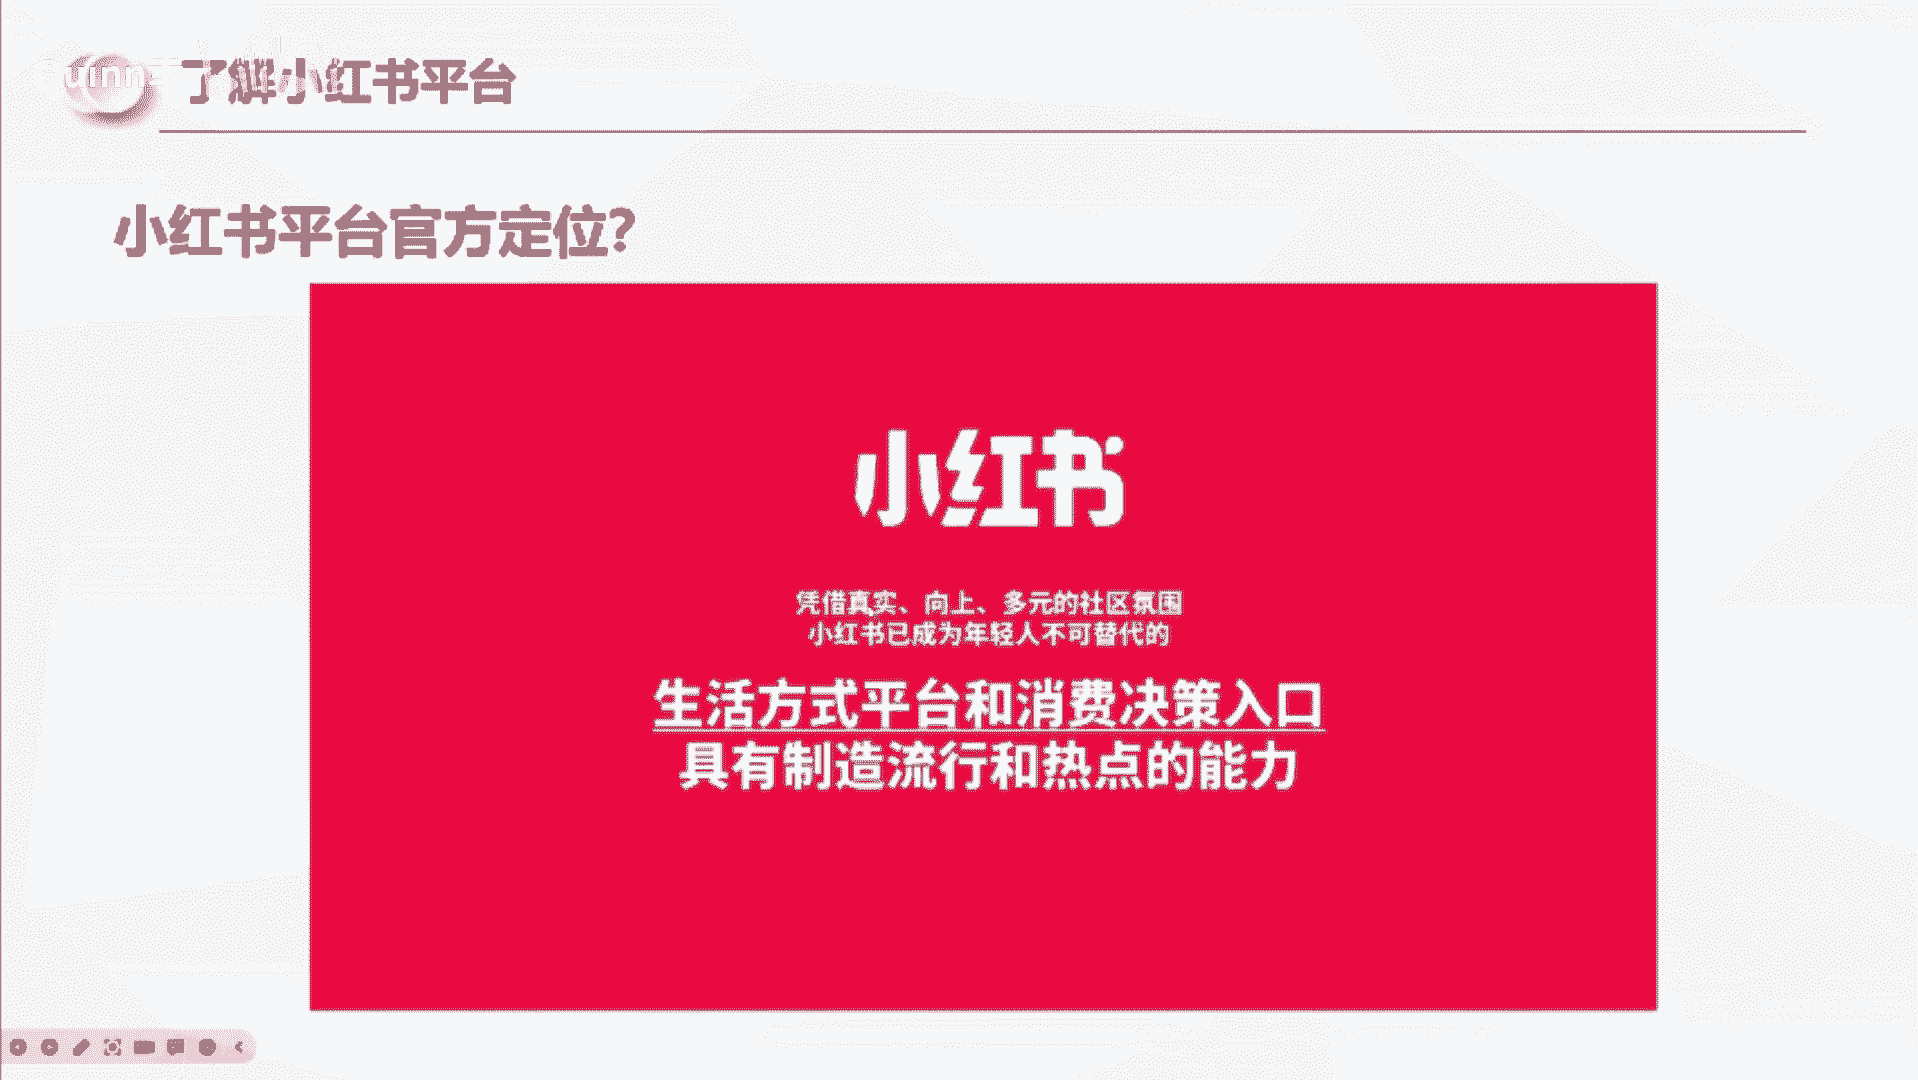 了解小红书平台
小红书平台官方定位？
小红书
凭借真实、向上、多元的社区氛围
小红书已成为年轻人不可替代的
生活方式平台和消费决策入口
具有制造流行和热点的能力